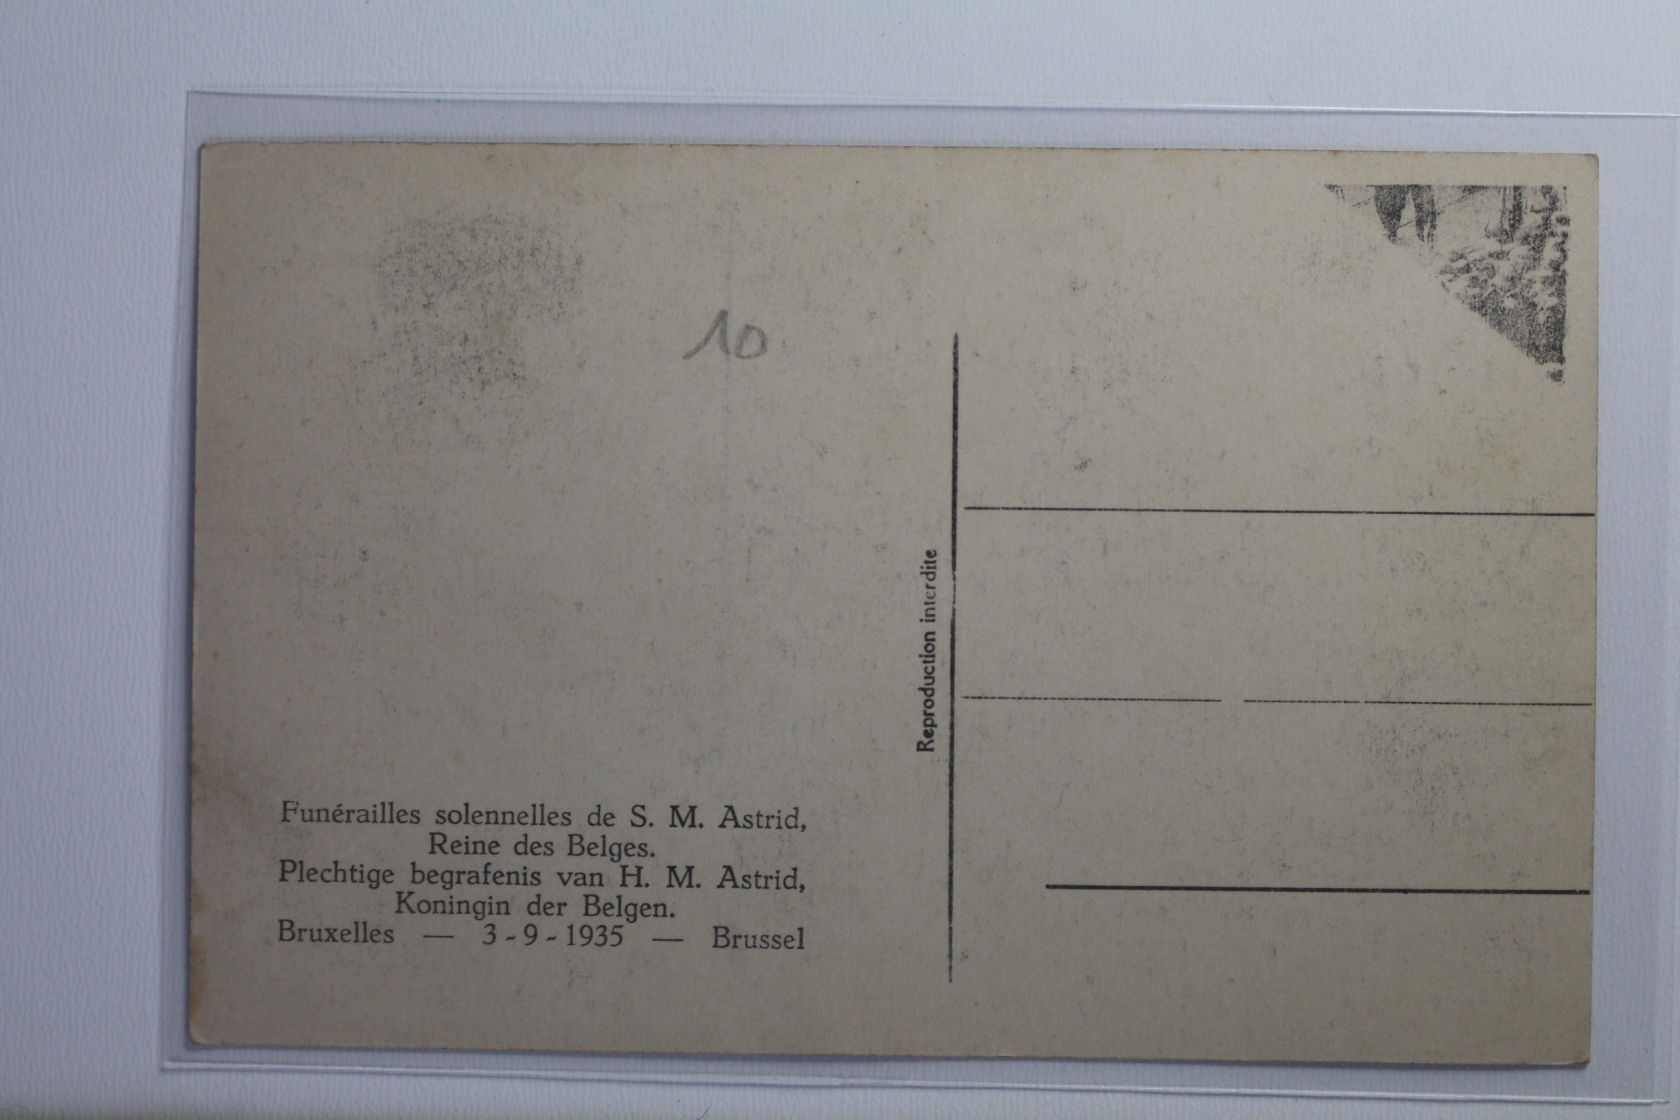 10
Reproduction interdite
Funérailles solennelles de S. M. Astrid,
Reine des Belges.
Plechtige begrafenis van H. M. Astrid,
Koningin der Belgen.
Bruxelles — 3-9-1935 — Brussel